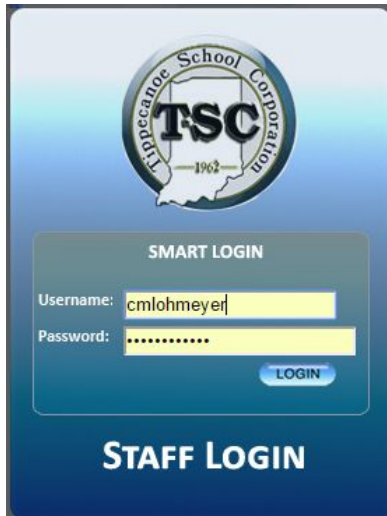 Tippecanoe School Corporation
TSC
1962
SMART LOGIN
Username: cmlohmeyer
Password: ••••••••••••
LOGIN
STAFF LOGIN